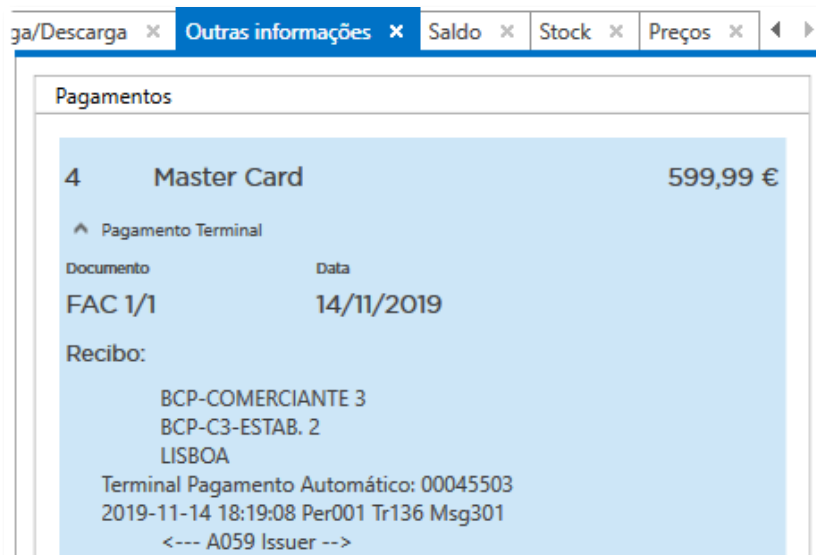 ga/Descarga × Outras informações × Saldo × Stock × Preços ×
Pagamentos
4 Master Card 599,99 €
Pagamento Terminal
Documento Data
FAC 1/1 14/11/2019
Recibo:
BCP-COMERCIANTE 3
BCP-C3-ESTAB. 2
LISBOA
Terminal Pagamento Automático: 00045503
2019-11-14 18:19:08 Per001 Tr136 Msg301
<--- A059 Issuer -->